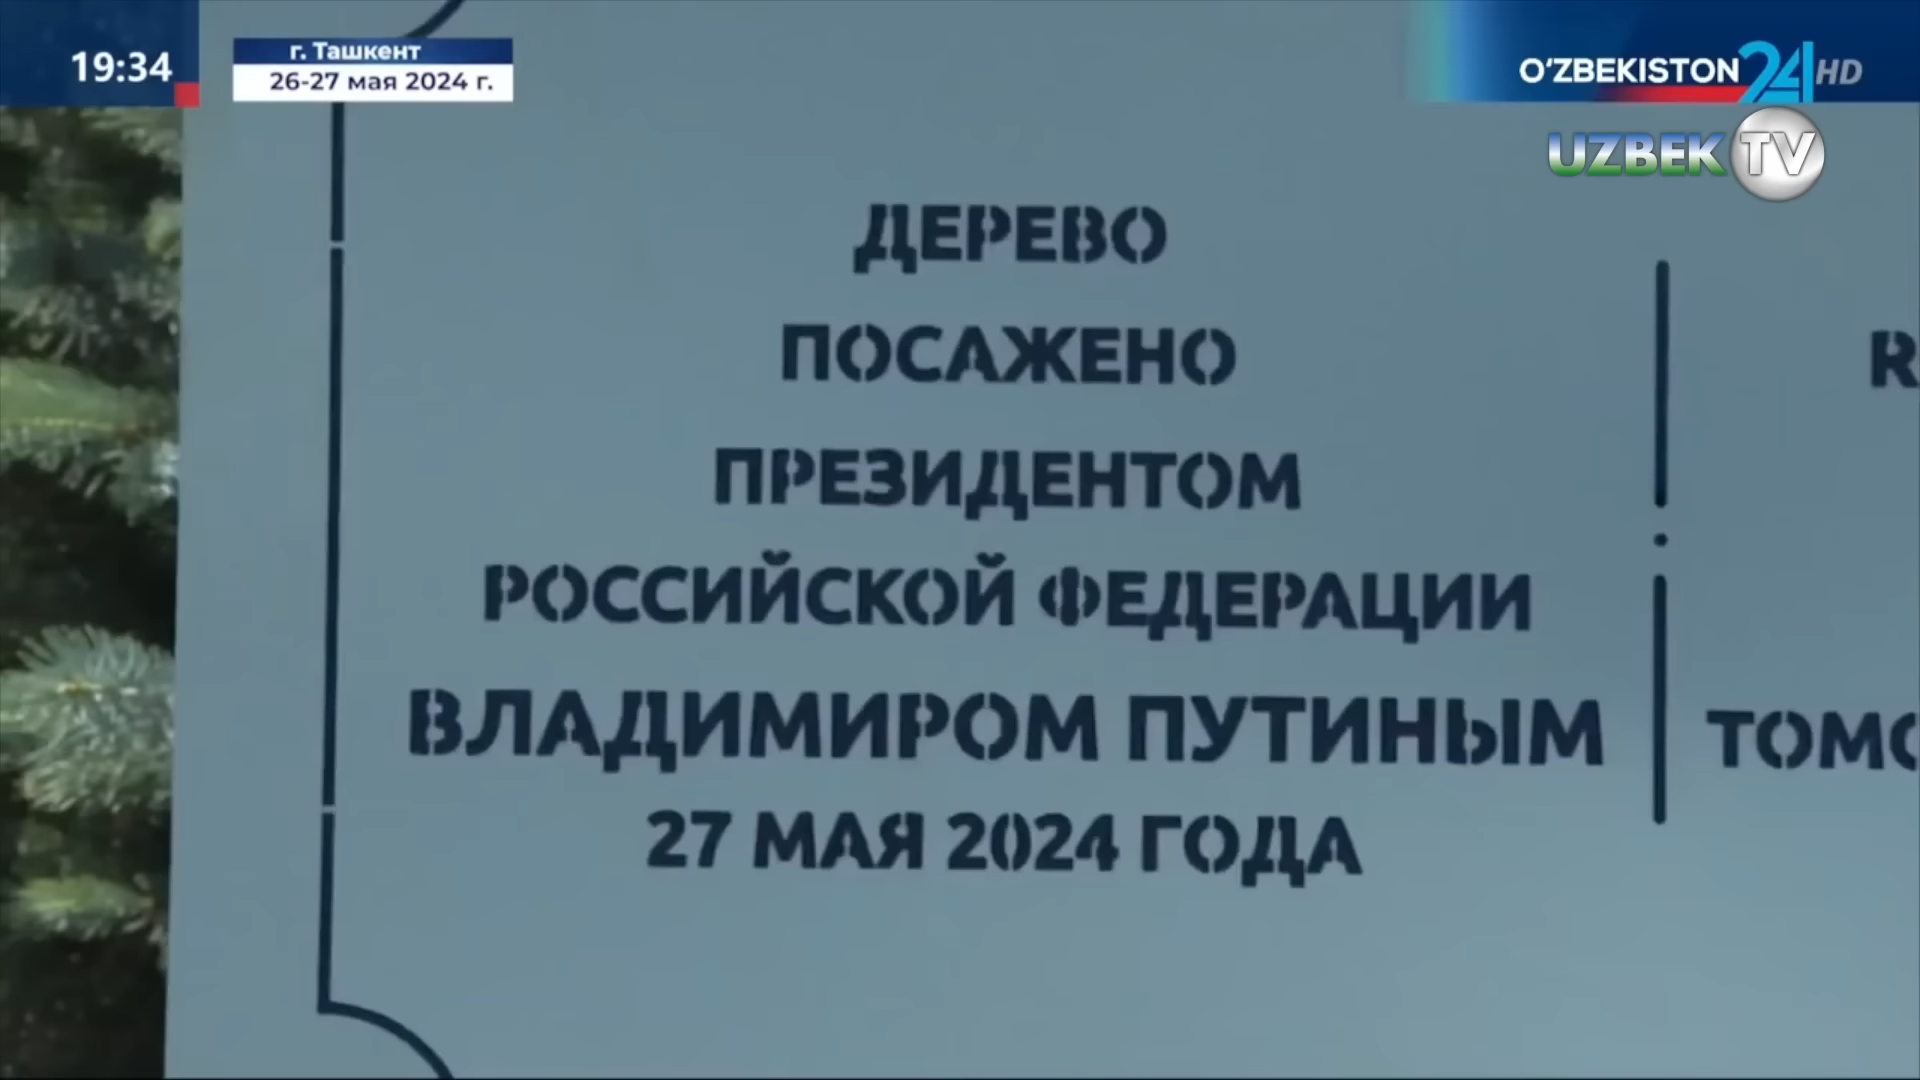 19:34
г. Ташкент
26-27 мая 2024 г.
O‘ZBEKISTON 24 HD
UZBEK TV
ДЕРЕВО
ПОСАЖЕНО
ПРЕЗИДЕНТОМ
РОССИЙСКОЙ ФЕДЕРАЦИИ
ВЛАДИМИРОМ ПУТИНЫМ
27 МАЯ 2024 ГОДА